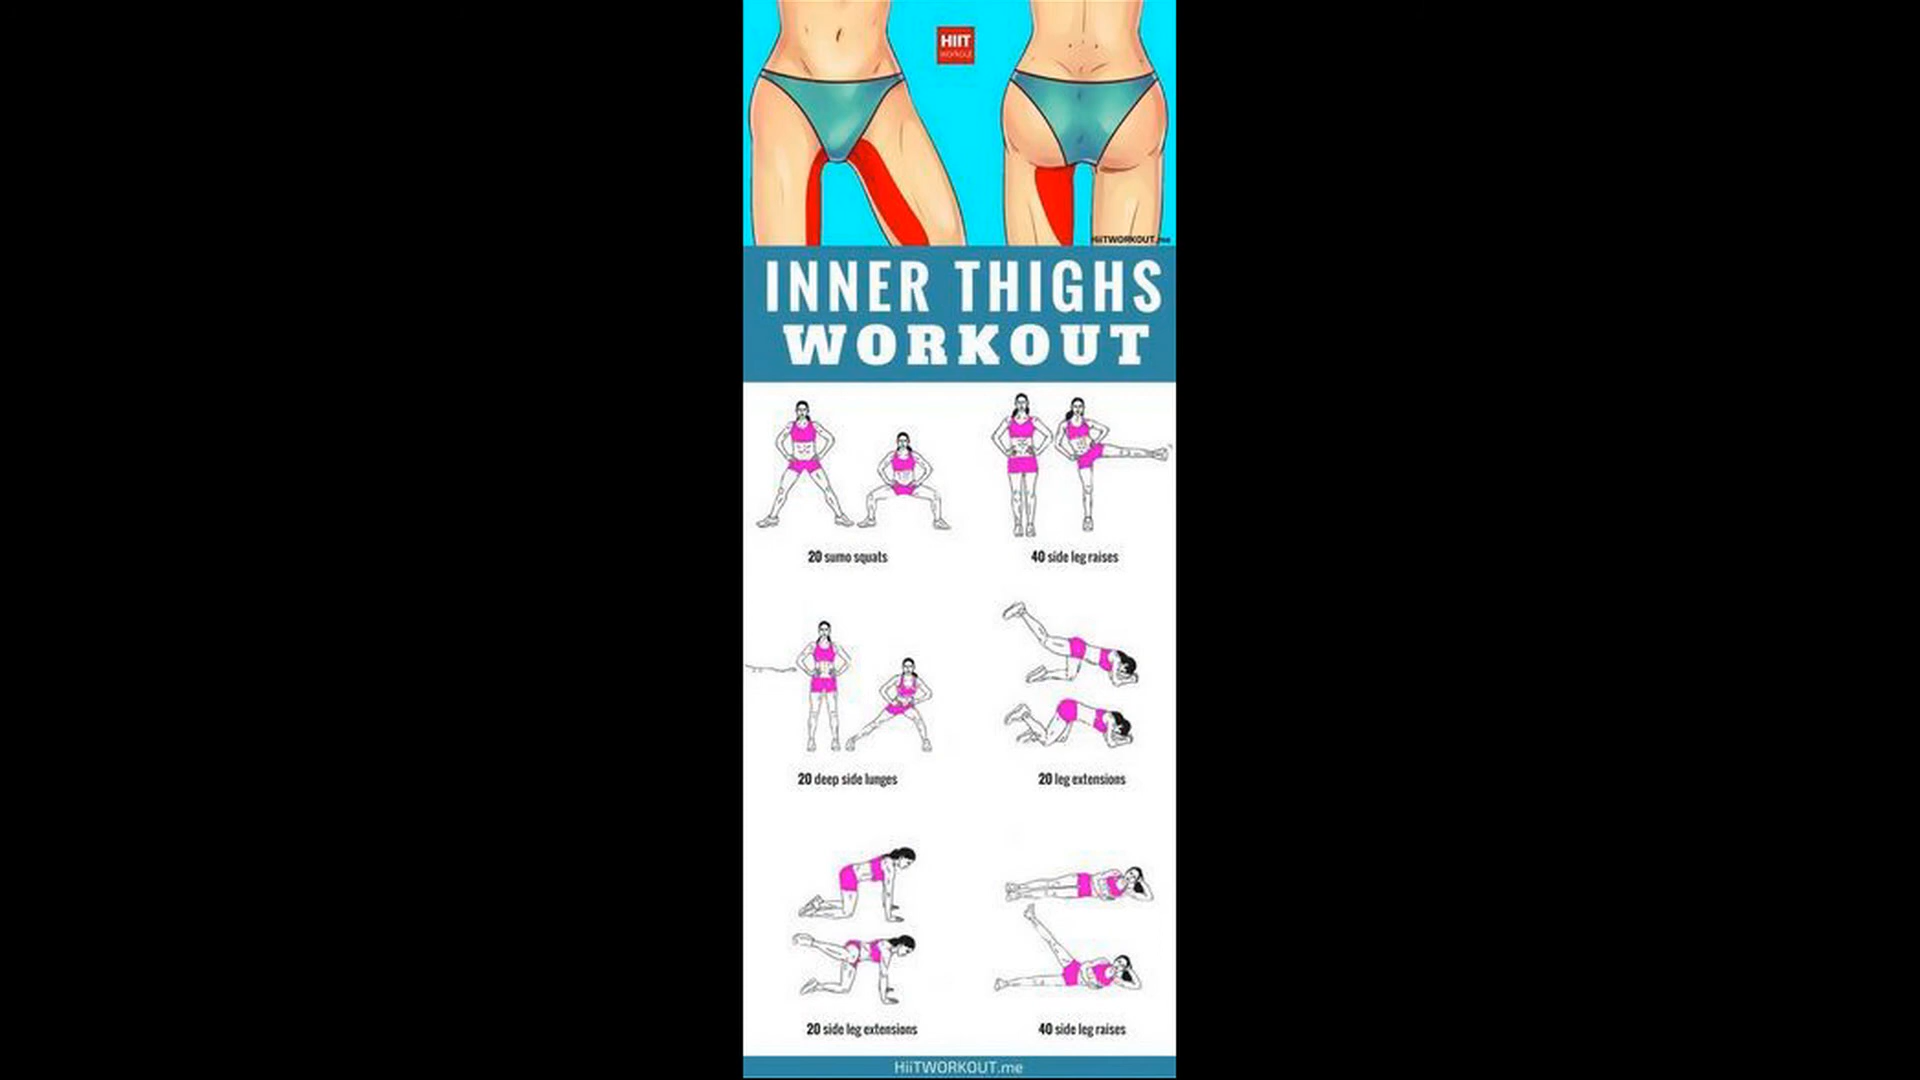 HIIT
workout
HiiTWORKOUT.me
INNER THIGHS
WORKOUT
20 sumo squats
40 side leg raises
20 deep side lunges
20 leg extensions
20 side leg extensions
40 side leg raises
HiiTWORKOUT.me